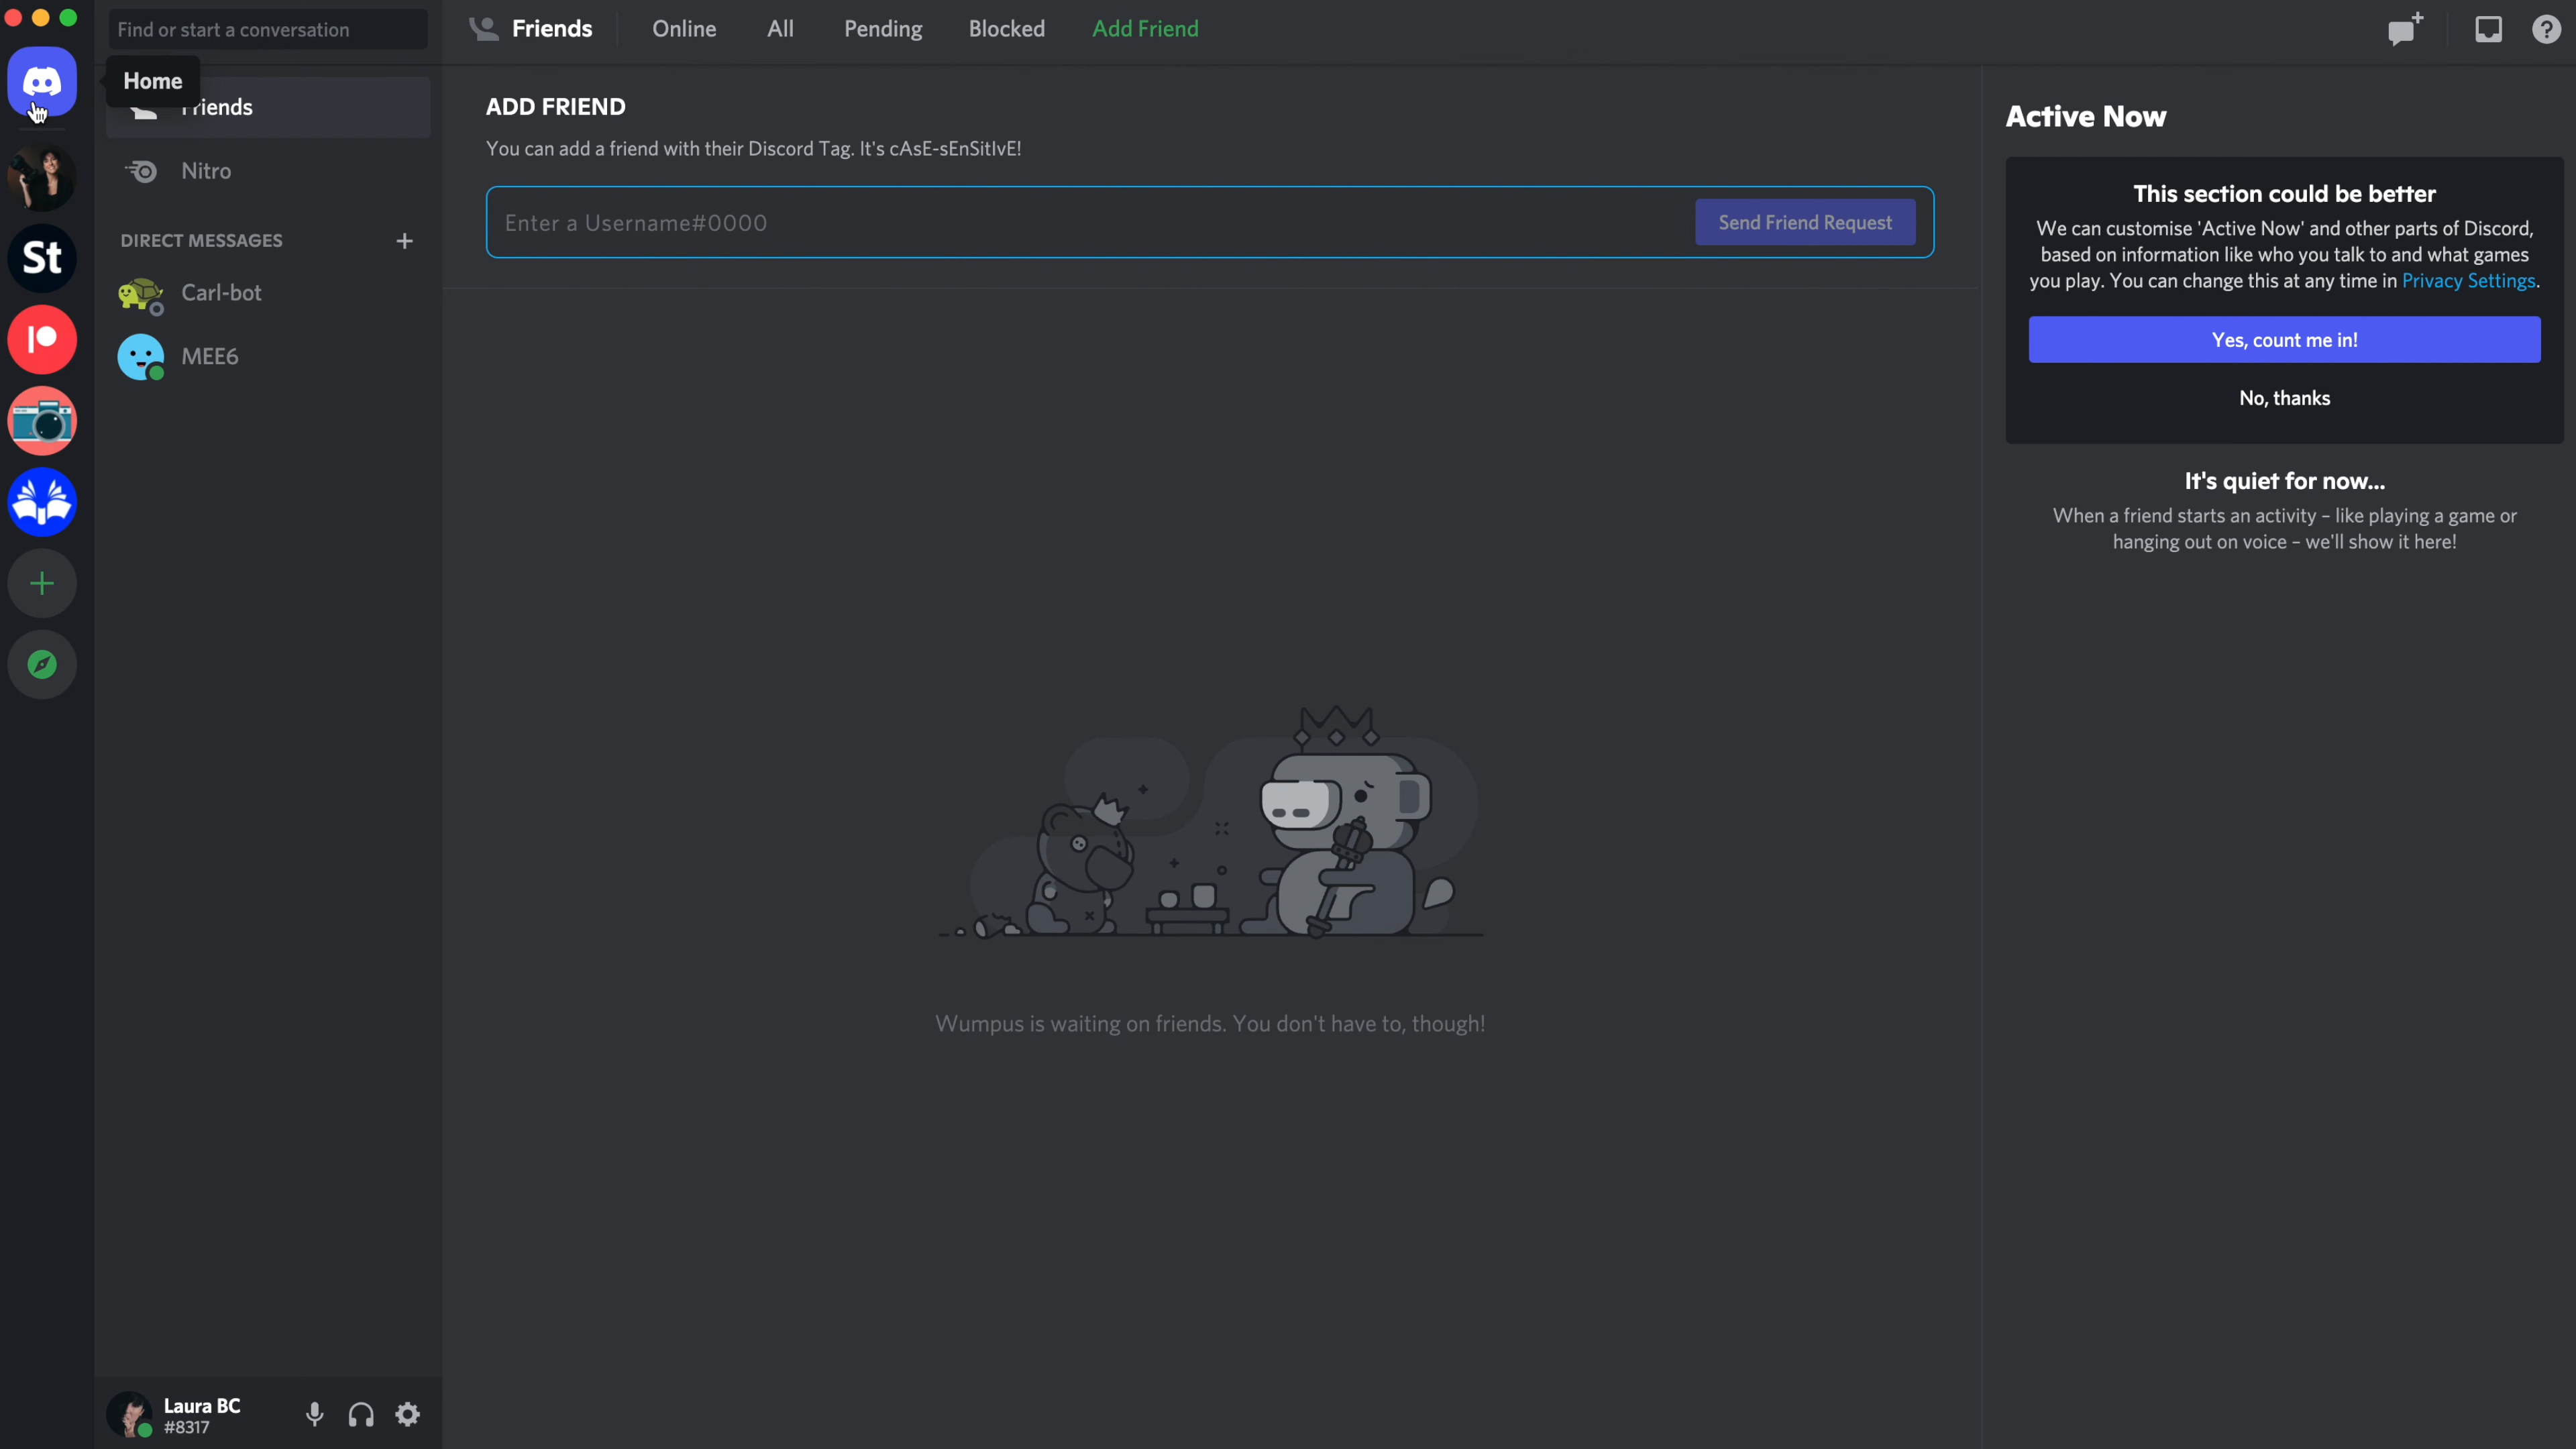 Find or start a conversation
Home
Friends
Nitro
DIRECT MESSAGES
Carl-bot
MEE6
St
Laura BC
#8317
Friends
Online
All
Pending
Blocked
Add Friend
ADD FRIEND
You can add a friend with their Discord Tag. It's cAsE-sEnSitIvE!
Enter a Username#0000
Send Friend Request
Wumpus is waiting on friends. You don't have to, though!
Active Now
This section could be better
We can customise 'Active Now' and other parts of Discord,
based on information like who you talk to and what games
you play. You can change this at any time in Privacy Settings.
Yes, count me in!
No, thanks
It's quiet for now...
When a friend starts an activity – like playing a game or
hanging out on voice – we'll show it here!